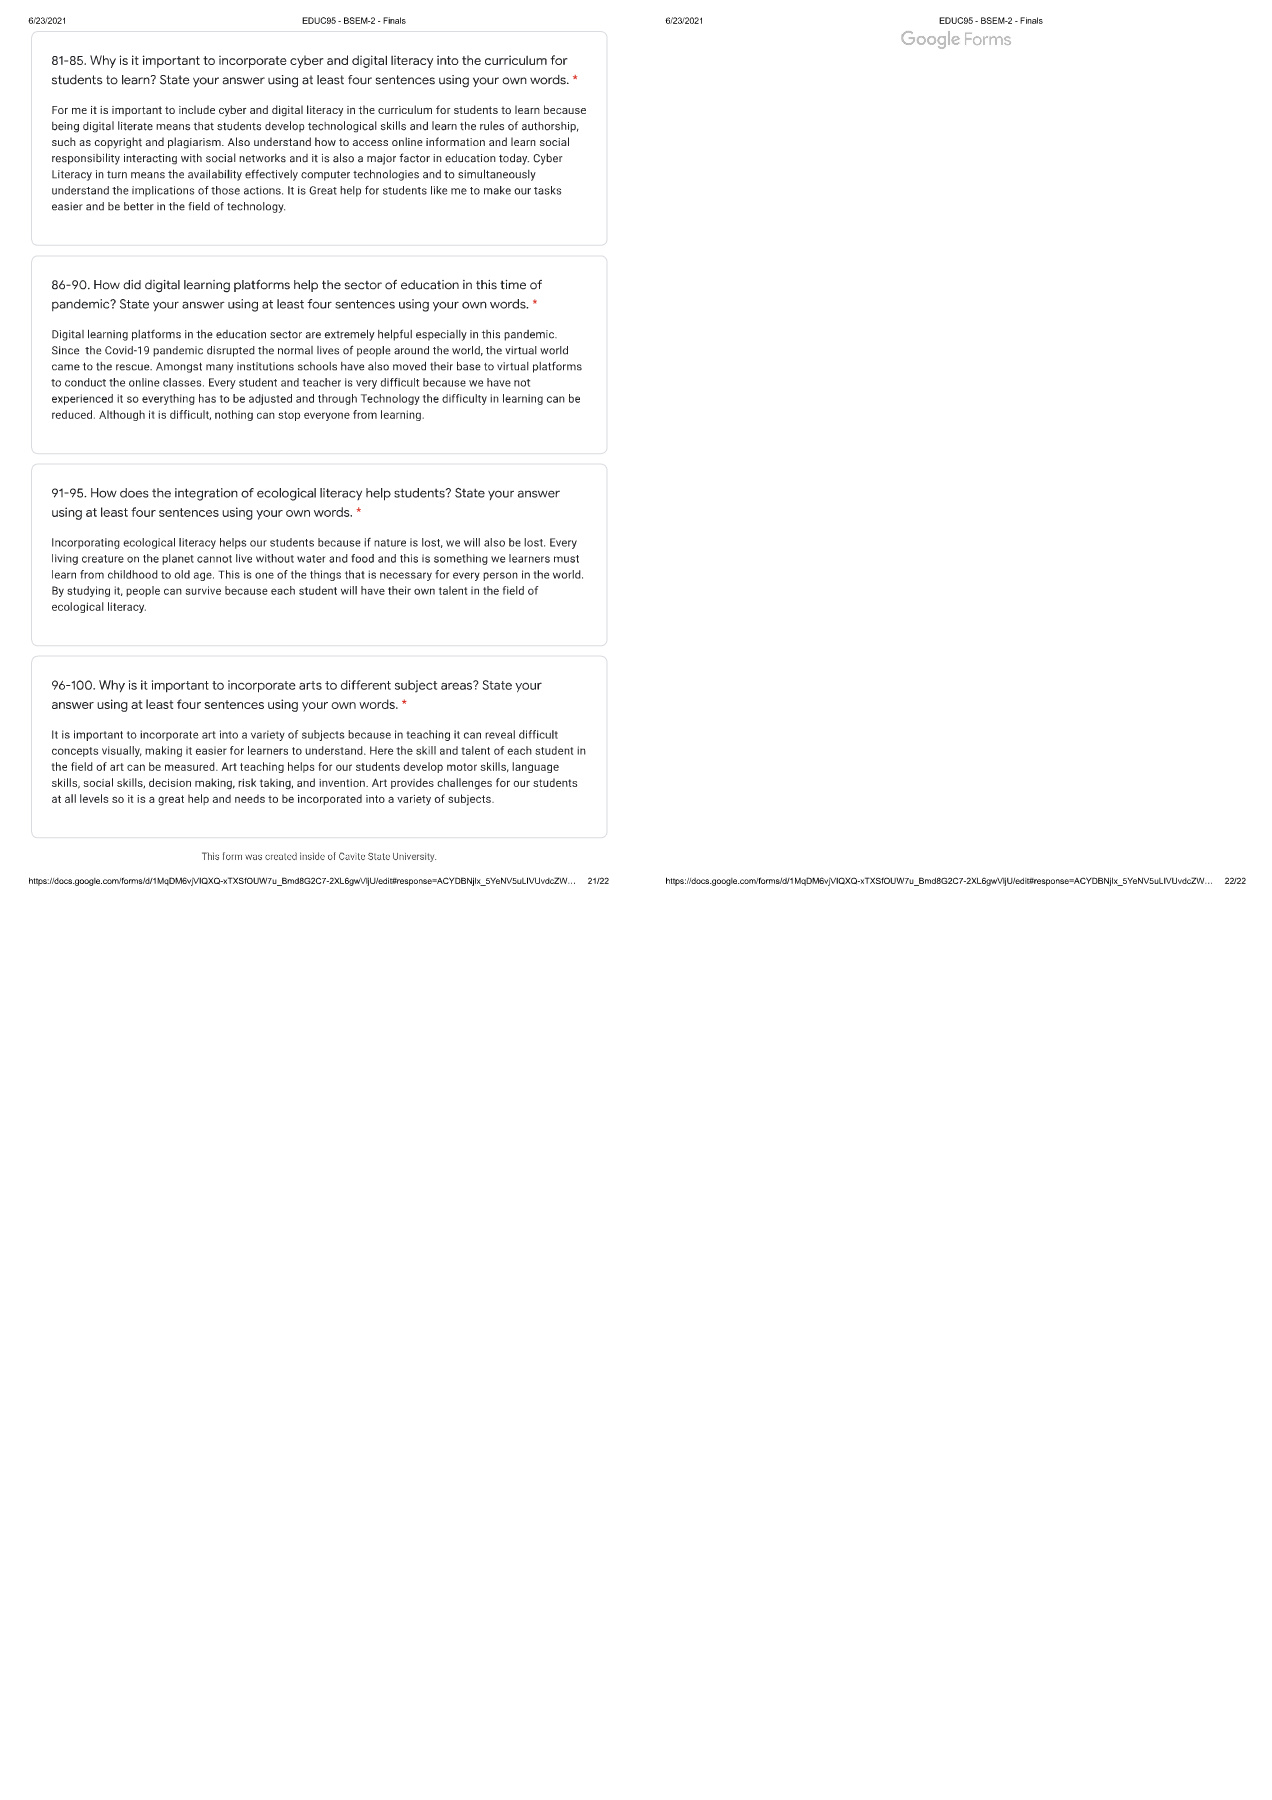 6/23/2021
EDUC95 - BSEM-2 - Finals
81-85. Why is it important to incorporate cyber and digital literacy into the curriculum for
students to learn? State your answer using at least four sentences using your own words. *
For me it is important to include cyber and digital literacy in the curriculum for students to learn because
being digital literate means that students develop technological skills and learn the rules of authorship,
such as copyright and plagiarism. Also understand how to access online information and learn social
responsibility interacting with social networks and it is also a major factor in education today. Cyber
Literacy in turn means the availability effectively computer technologies and to simultaneously
understand the implications of those actions. It is Great help for students like me to make our tasks
easier and be better in the field of technology.
86-90. How did digital learning platforms help the sector of education in this time of
pandemic? State your answer using at least four sentences using your own words. *
Digital learning platforms in the education sector are extremely helpful especially in this pandemic.
Since  the Covid-19 pandemic disrupted the normal lives of people around the world, the virtual world
came to the rescue. Amongst many institutions schools have also moved their base to virtual platforms
to conduct the online classes. Every student and teacher is very difficult because we have not
experienced it so everything has to be adjusted and through Technology the difficulty in learning can be
reduced. Although it is difficult, nothing can stop everyone from learning.
91-95. How does the integration of ecological literacy help students? State your answer
using at least four sentences using your own words. *
Incorporating ecological literacy helps our students because if nature is lost, we will also be lost. Every
living creature on the planet cannot live without water and food and this is something we learners must
learn from childhood to old age. This is one of the things that is necessary for every person in the world.
By studying it, people can survive because each student will have their own talent in the field of
ecological literacy.
96-100. Why is it important to incorporate arts to different subject areas? State your
answer using at least four sentences using your own words. *
It is important to incorporate art into a variety of subjects because in teaching it can reveal difficult
concepts visually, making it easier for learners to understand. Here the skill and talent of each student in
the field of art can be measured. Art teaching helps for our students develop motor skills, language
skills, social skills, decision making, risk taking, and invention. Art provides challenges for our students
at all levels so it is a great help and needs to be incorporated into a variety of subjects.
This form was created inside of Cavite State University.
https://docs.google.com/forms/d/1MqDM6vjVIQXQ-xTXSfOUW7u_Bmd8G2C7-2XL6gwVljU/edit#response=ACYDBNjlx_5YeNV5uLIVUvdcZW…
21/22
6/23/2021
EDUC95 - BSEM-2 - Finals
Google Forms
https://docs.google.com/forms/d/1MqDM6vjVIQXQ-xTXSfOUW7u_Bmd8G2C7-2XL6gwVljU/edit#response=ACYDBNjlx_5YeNV5uLIVUvdcZW…
22/22